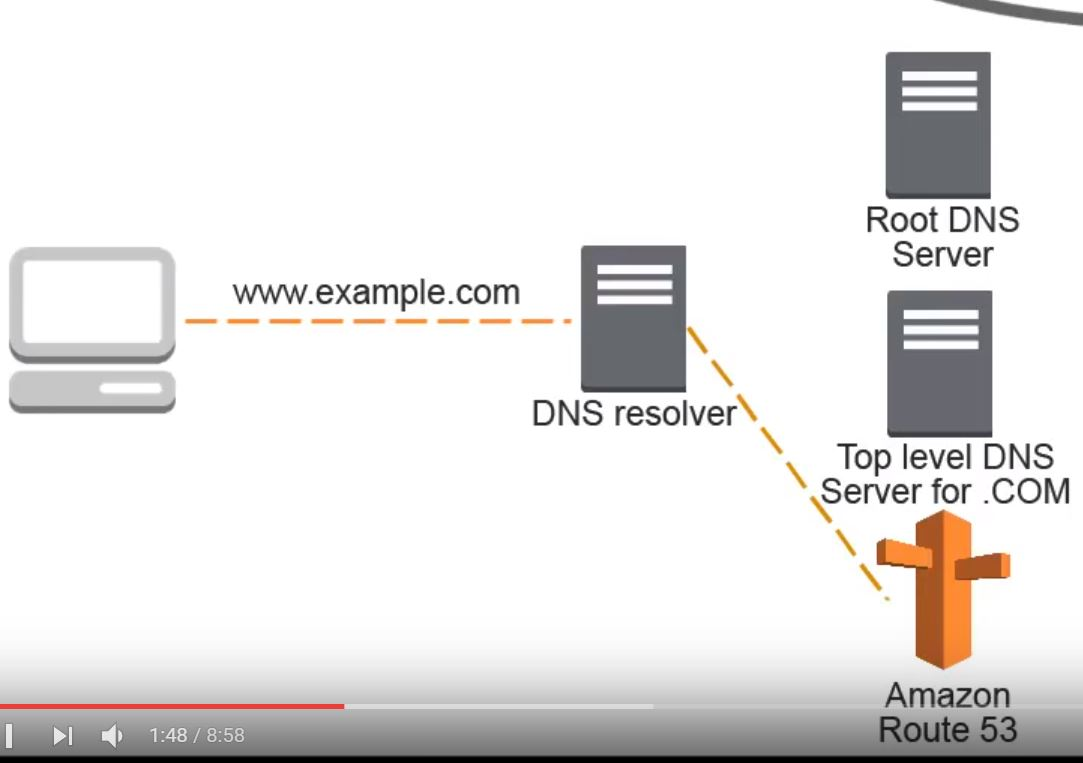 Root DNS
Server
www.example.com
DNS resolver
Top level DNS
Server for .COM
Amazon
Route 53
1:48 / 8:58